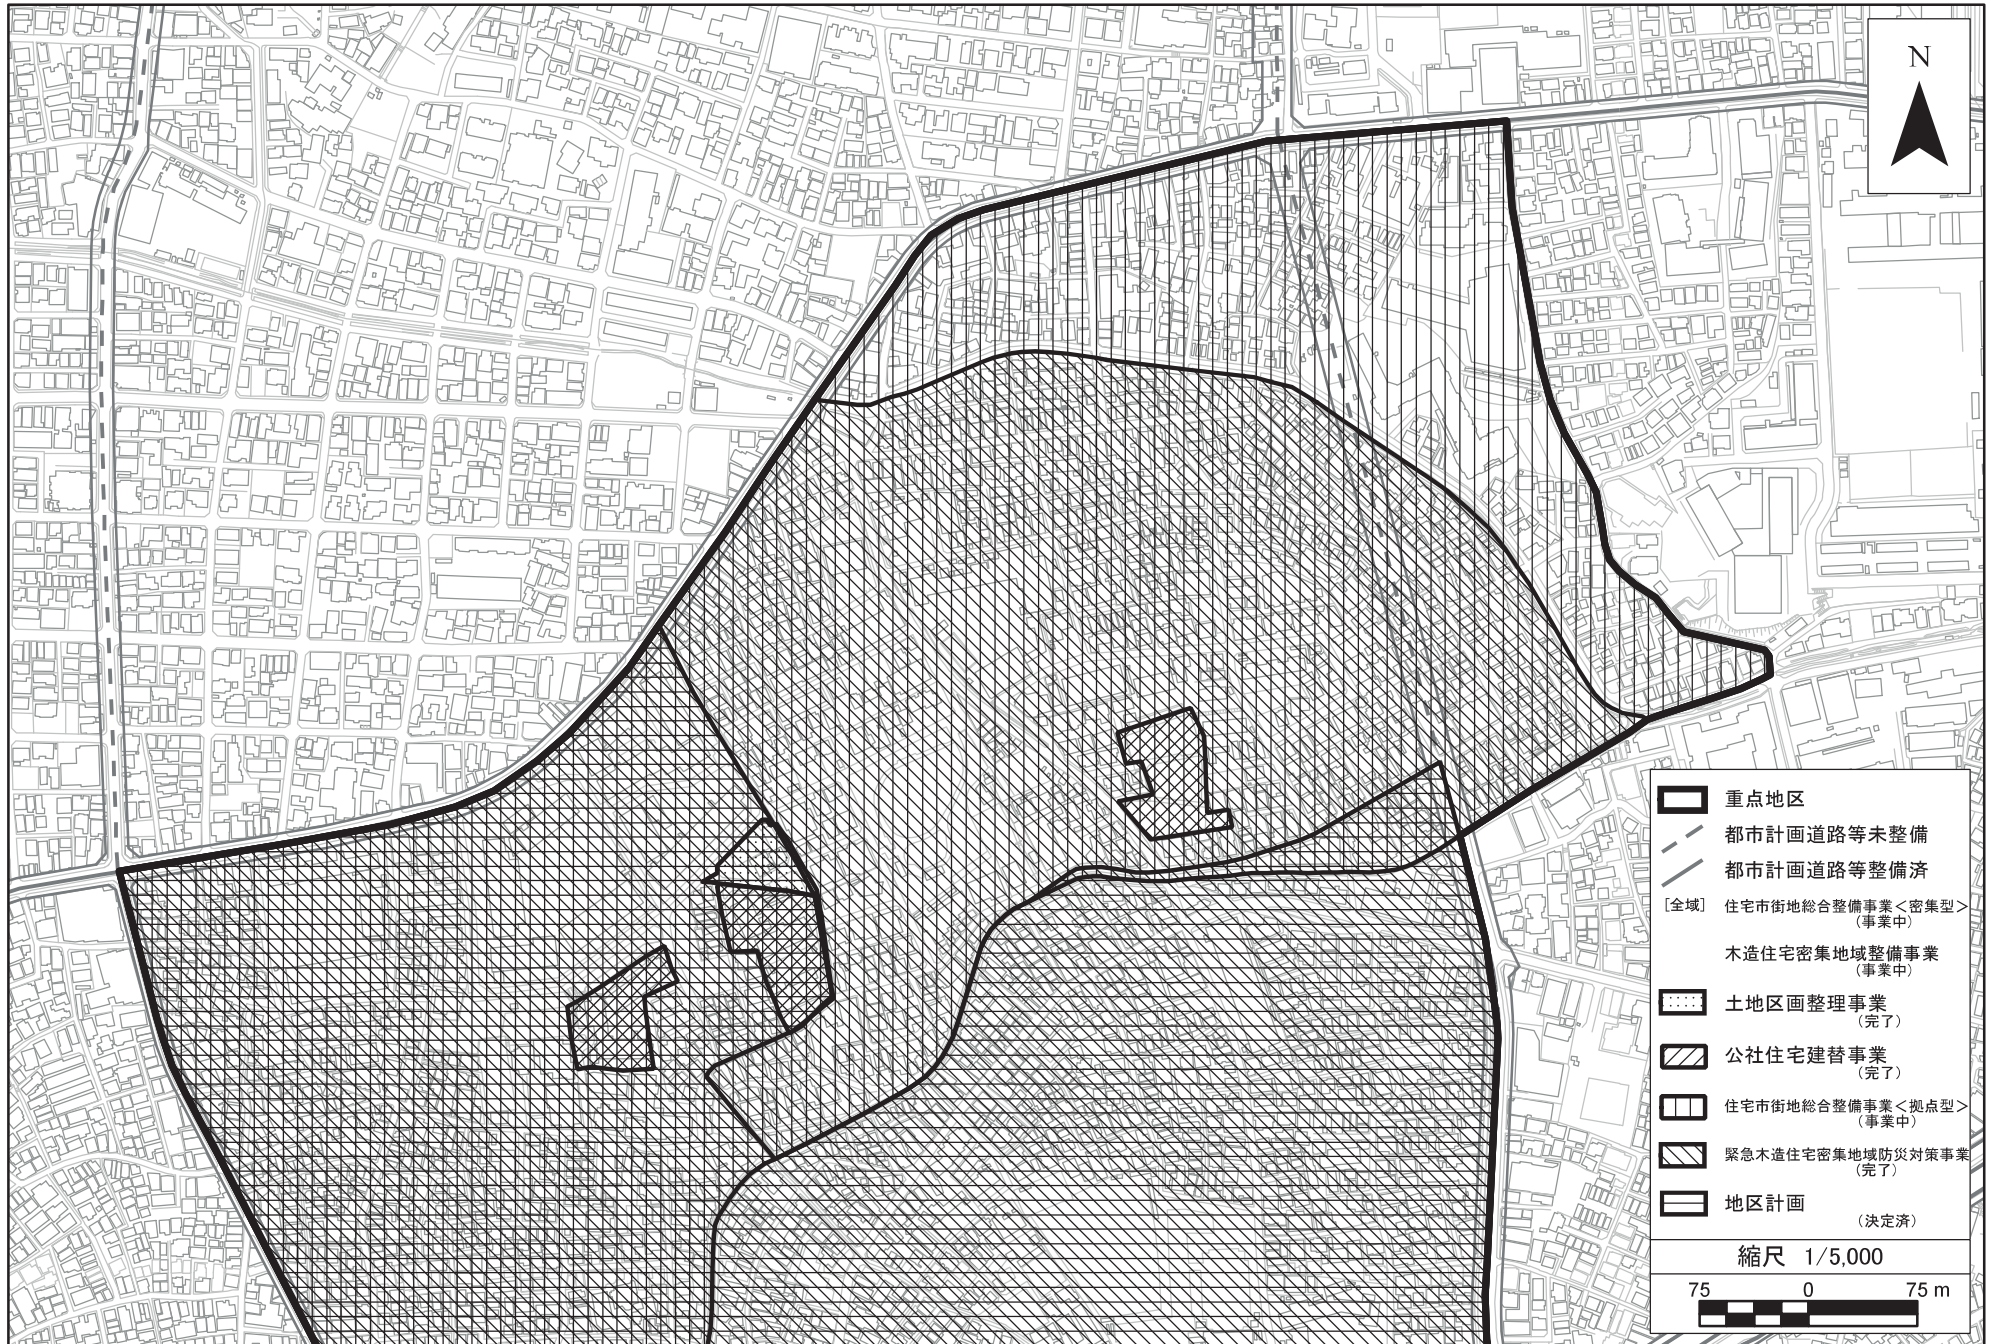 N
重点地区
都市計画道路等未整備
都市計画道路等整備済
[全域] 住宅市街地総合整備事業<密集型>
(事業中)
木造住宅密集地域整備事業
(事業中)
土地区画整理事業
(完了)
公社住宅建替事業
(完了)
住宅市街地総合整備事業<拠点型>
(事業中)
緊急木造住宅密集地域防災対策事業
(完了)
地区計画
(決定済)
縮尺 1/5,000
75 0 75 m